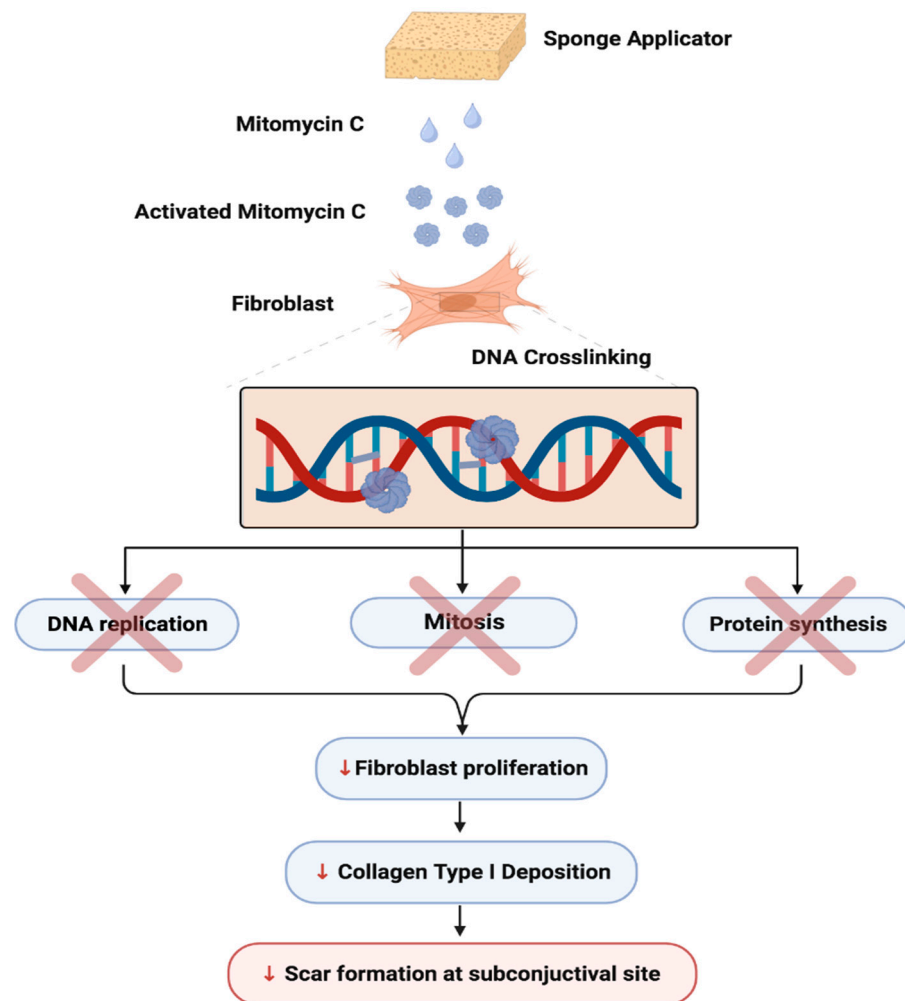 Sponge Applicator
Mitomycin C
Activated Mitomycin C
Fibroblast
DNA Crosslinking
DNA replication
Mitosis
Protein synthesis
↓Fibroblast proliferation
↓ Collagen Type I Deposition
↓ Scar formation at subconjuctival site